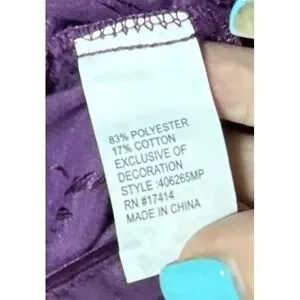 83% POLYESTER
17% COTTON
EXCLUSIVE OF
DECORATION
STYLE :406265MP
RN #17414
MADE IN CHINA